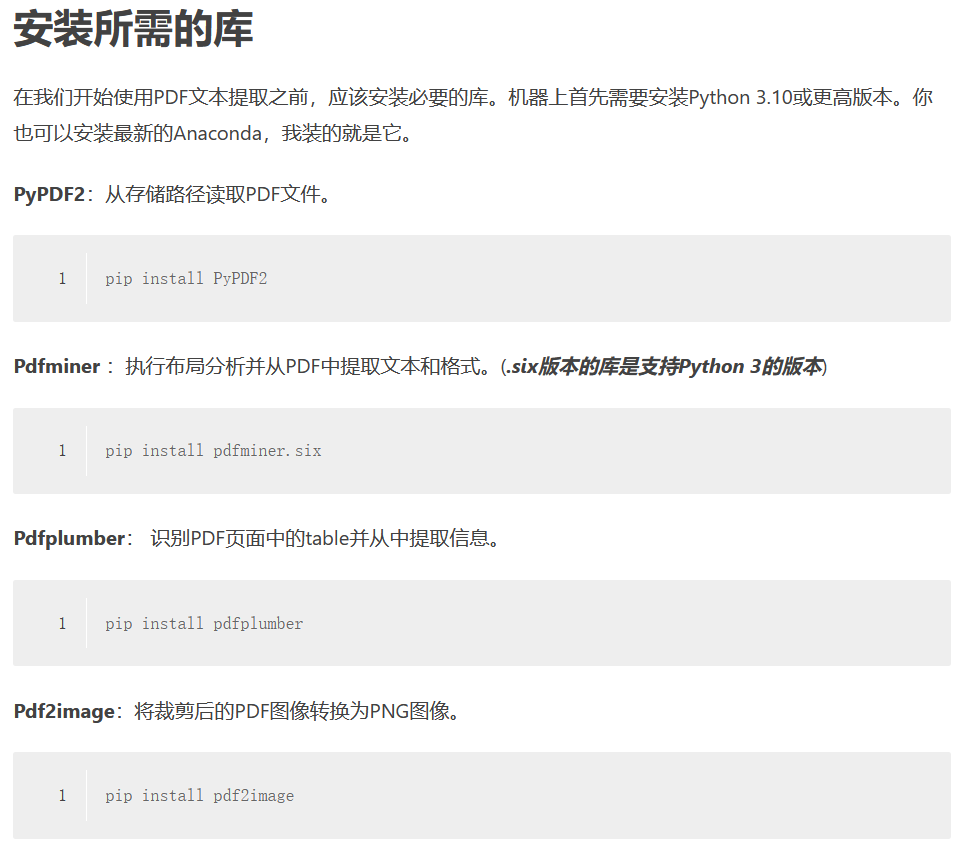 安装所需的库
在我们开始使用PDF文本提取之前，应该安装必要的库。机器上首先需要安装Python 3.10或更高版本。你
也可以安装最新的Anaconda，我装的就是它。
PyPDF2：从存储路径读取PDF文件。
1 pip install PyPDF2
Pdfminer ：执行布局分析并从PDF中提取文本和格式。(.six版本的库是支持Python 3的版本)
1 pip install pdfminer.six
Pdfplumber： 识别PDF页面中的table并从中提取信息。
1 pip install pdfplumber
Pdf2image：将裁剪后的PDF图像转换为PNG图像。
1 pip install pdf2image